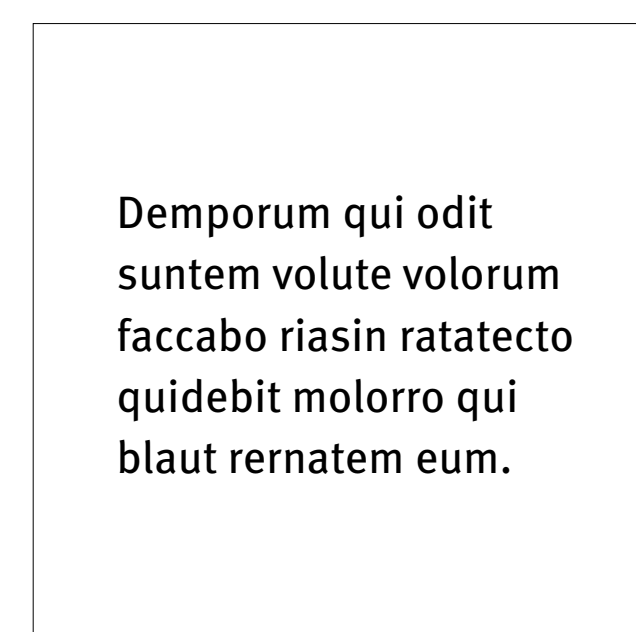 Demporum qui odit
suntem volute volorum
faccabo riasin ratatecto
quidebit molorro qui
blaut rernatem eum.